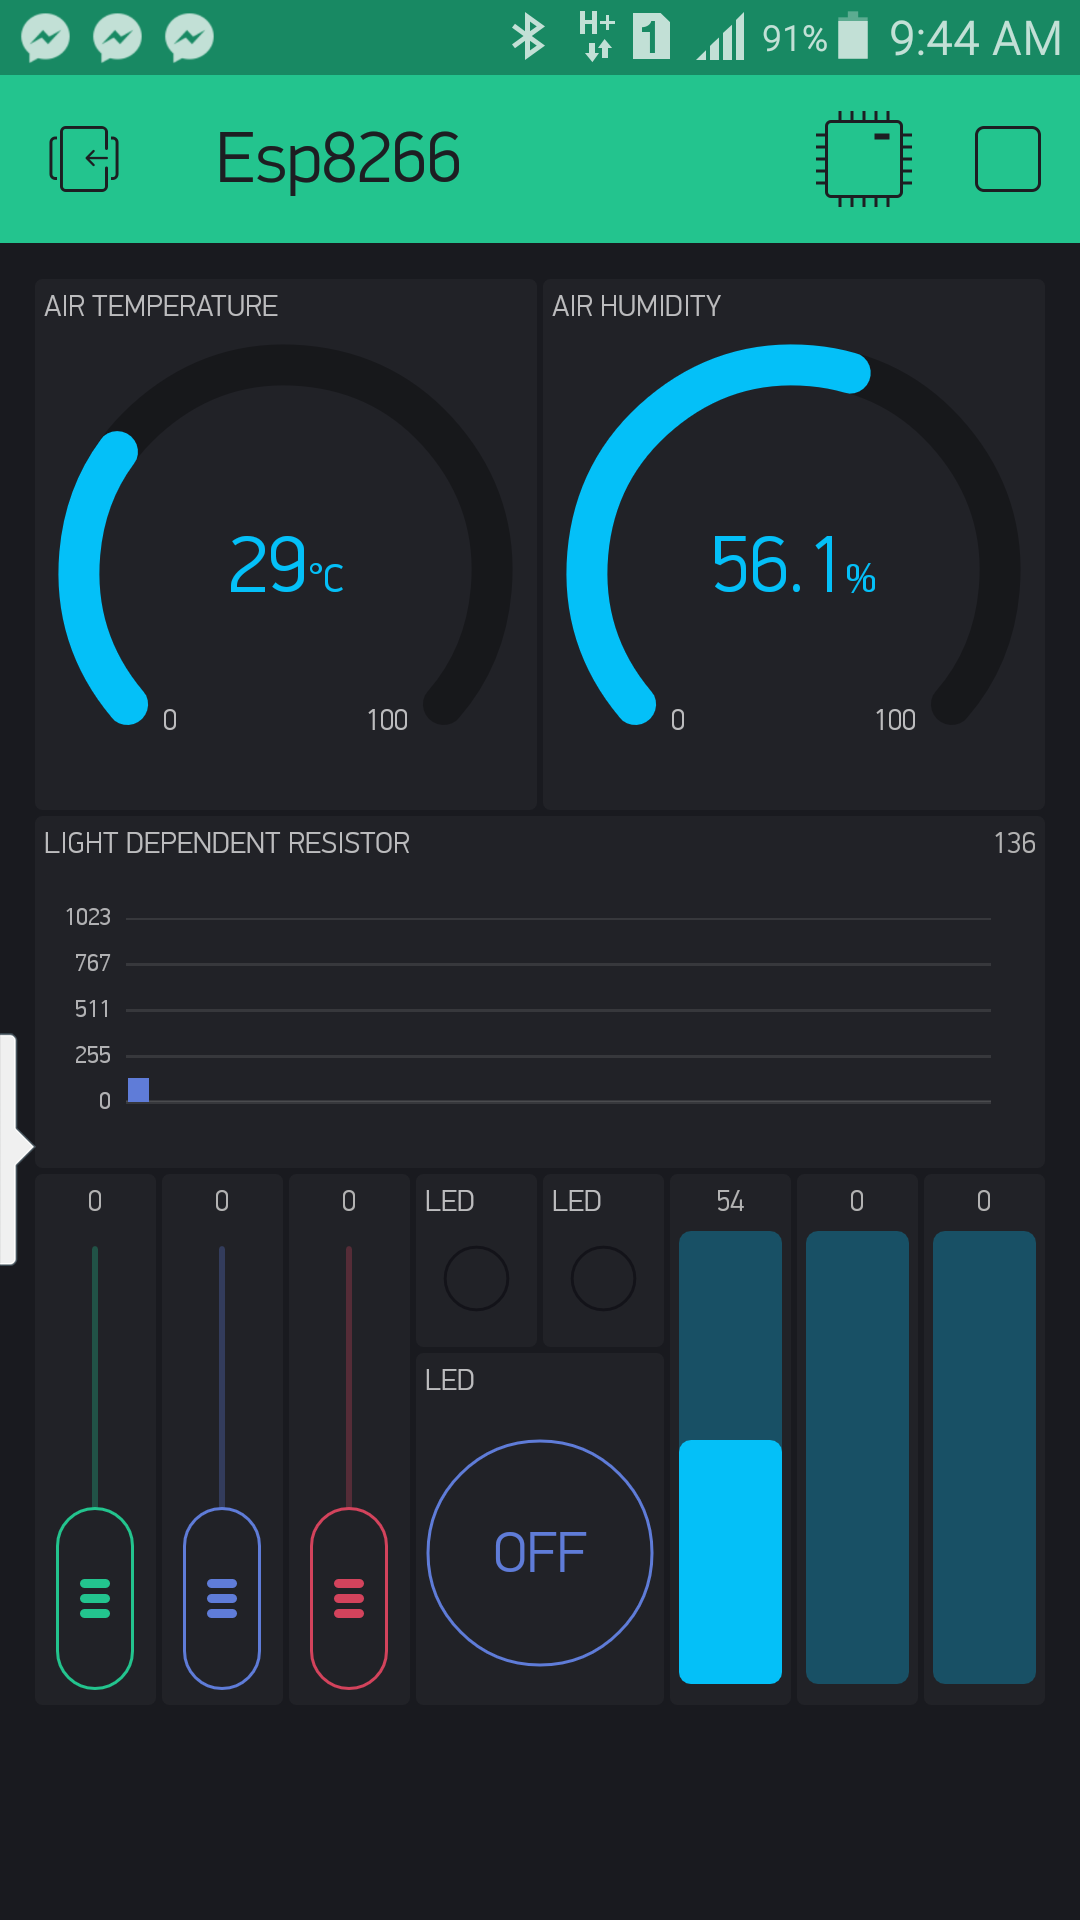 H+ 1 91% 9:44 AM
Esp8266
AIR TEMPERATURE
29°C
0 100
AIR HUMIDITY
56.1%
0 100
LIGHT DEPENDENT RESISTOR 136
1023
767
511
255
0
0 0 0 LED LED 54 0 0
LED
OFF